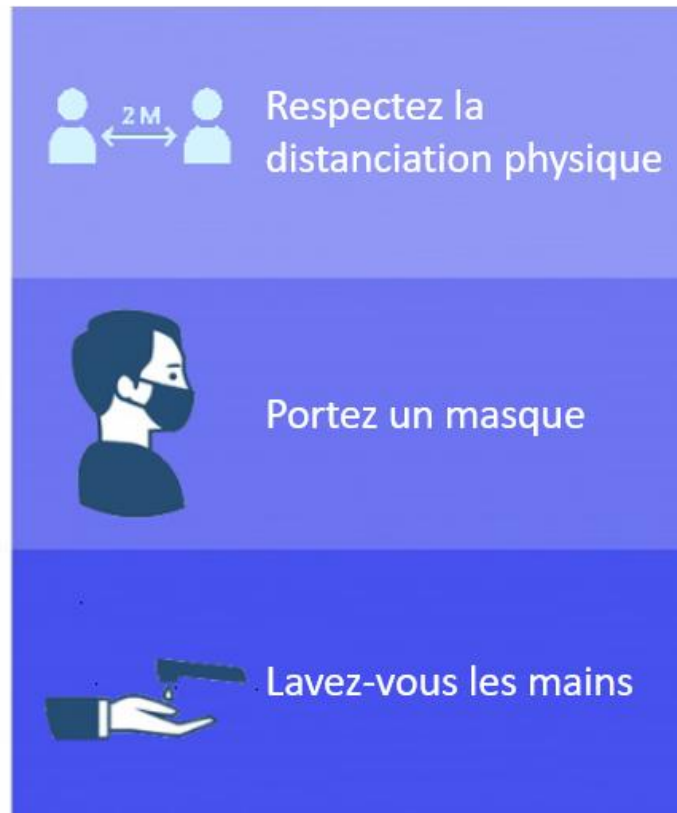 2 M
Respectez la
distanciation physique
Portez un masque
Lavez-vous les mains